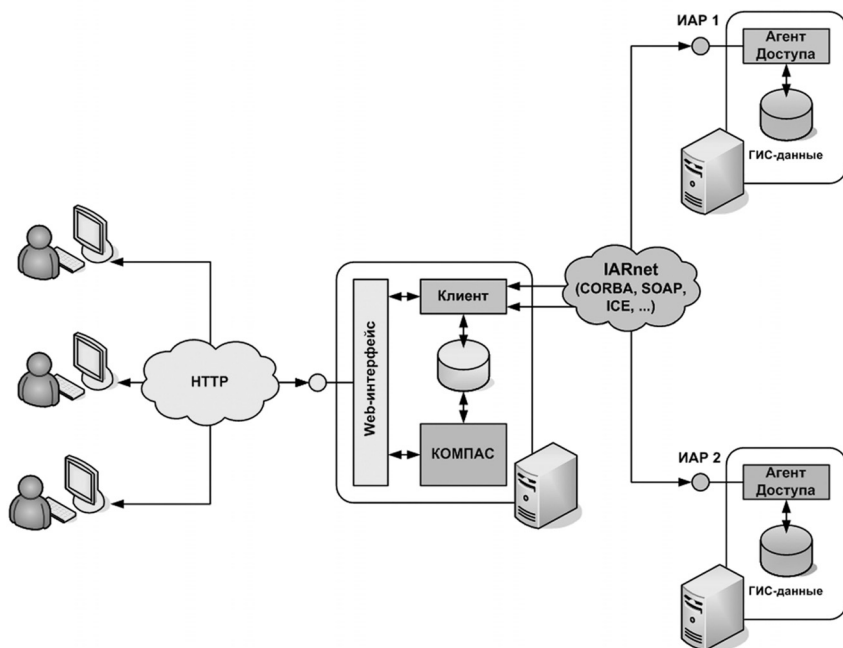 ИАР 1
Агент
Доступа
ГИС-данные
IARnet
(CORBA, SOAP,
ICE, ...)
HTTP
Web-интерфейс
Клиент
КОМПАС
ИАР 2
Агент
Доступа
ГИС-данные